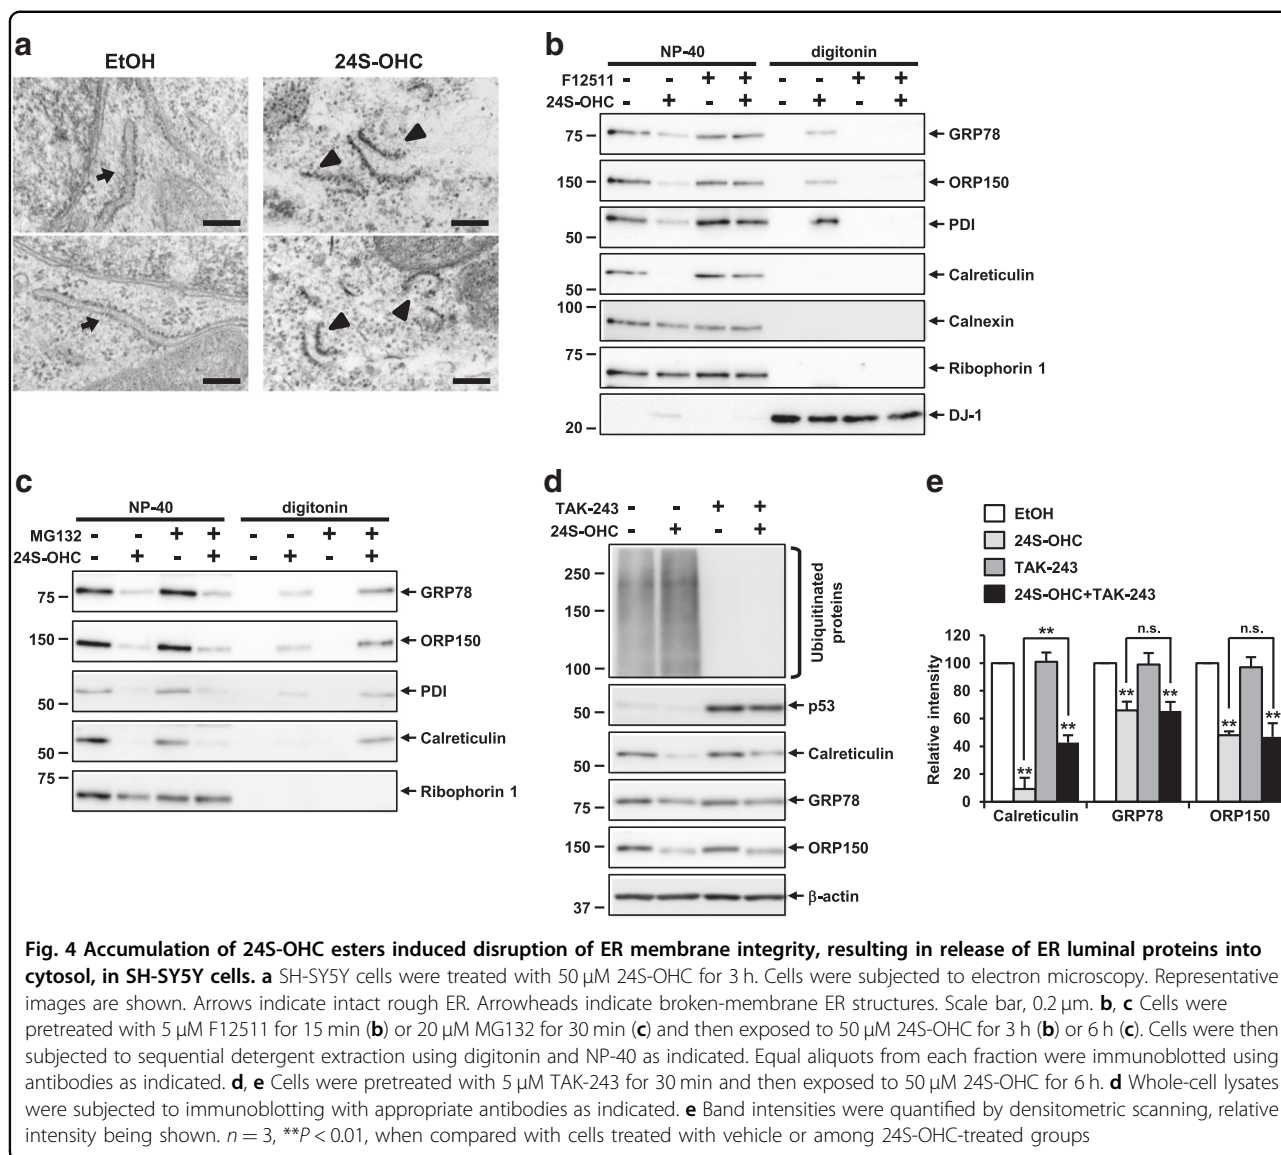 a
EtOH 24S-OHC
b
NP-40 digitonin
F12511 - - + + - - + +
24S-OHC - + - + - + - +
75 GRP78
150 ORP150
50 PDI
50 Calreticulin
100 Calnexin
75 Ribophorin 1
20 DJ-1
c
NP-40 digitonin
MG132 - - + + - - + +
24S-OHC - + - + - + - +
75 GRP78
150 ORP150
50 PDI
50 Calreticulin
75 Ribophorin 1
d
TAK-243 - - + +
24S-OHC - + - +
250
150
100
Ubiquitinated
proteins
50 p53
50 Calreticulin
75 GRP78
150 ORP150
37 β-actin
e
EtOH
24S-OHC
TAK-243
24S-OHC+TAK-243
Relative intensity
120
100
80
60
40
20
0
** n.s. n.s.
** ** ** ** ** **
Calreticulin GRP78 ORP150
Fig. 4 Accumulation of 24S-OHC esters induced disruption of ER membrane integrity, resulting in release of ER luminal proteins into
cytosol, in SH-SY5Y cells. a SH-SY5Y cells were treated with 50 µM 24S-OHC for 3 h. Cells were subjected to electron microscopy. Representative
images are shown. Arrows indicate intact rough ER. Arrowheads indicate broken-membrane ER structures. Scale bar, 0.2 µm. b, c Cells were
pretreated with 5 µM F12511 for 15 min (b) or 20 µM MG132 for 30 min (c) and then exposed to 50 µM 24S-OHC for 3 h (b) or 6 h (c). Cells were then
subjected to sequential detergent extraction using digitonin and NP-40 as indicated. Equal aliquots from each fraction were immunoblotted using
antibodies as indicated. d, e Cells were pretreated with 5 µM TAK-243 for 30 min and then exposed to 50 µM 24S-OHC for 6 h. d Whole-cell lysates
were subjected to immunoblotting with appropriate antibodies as indicated. e Band intensities were quantified by densitometric scanning, relative
intensity being shown. n = 3, **P < 0.01, when compared with cells treated with vehicle or among 24S-OHC-treated groups